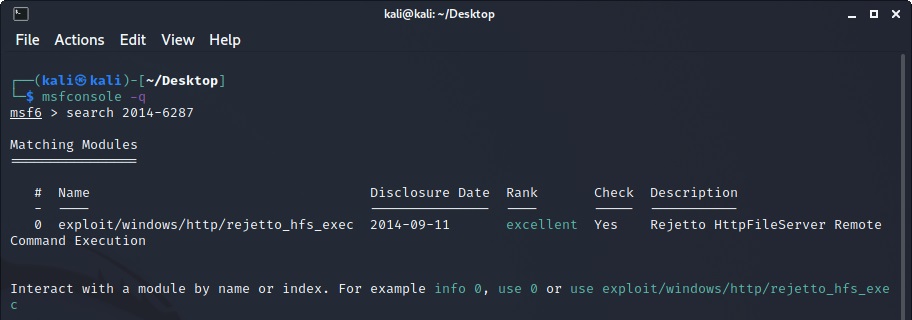 kali@kali: ~/Desktop
File Actions Edit View Help
┌──(kali㉿kali)-[~/Desktop]
└─$ msfconsole -q
msf6 > search 2014-6287
Matching Modules
================
# Name Disclosure Date Rank Check Description
- ---- --------------- ---- ----- -----------
0 exploit/windows/http/rejetto_hfs_exec 2014-09-11 excellent Yes Rejetto HttpFileServer Remote
Command Execution
Interact with a module by name or index. For example info 0, use 0 or use exploit/windows/http/rejetto_hfs_exe
c